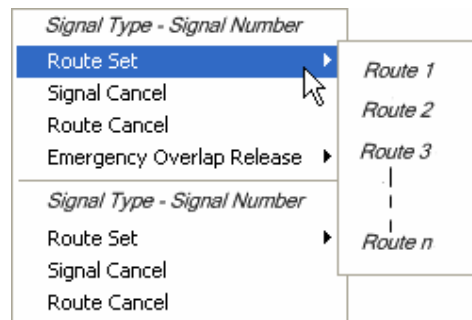 Signal Type - Signal Number
Route Set
Signal Cancel
Route Cancel
Emergency Overlap Release
Signal Type - Signal Number
Route Set
Signal Cancel
Route Cancel
Route 1
Route 2
Route 3
Route n